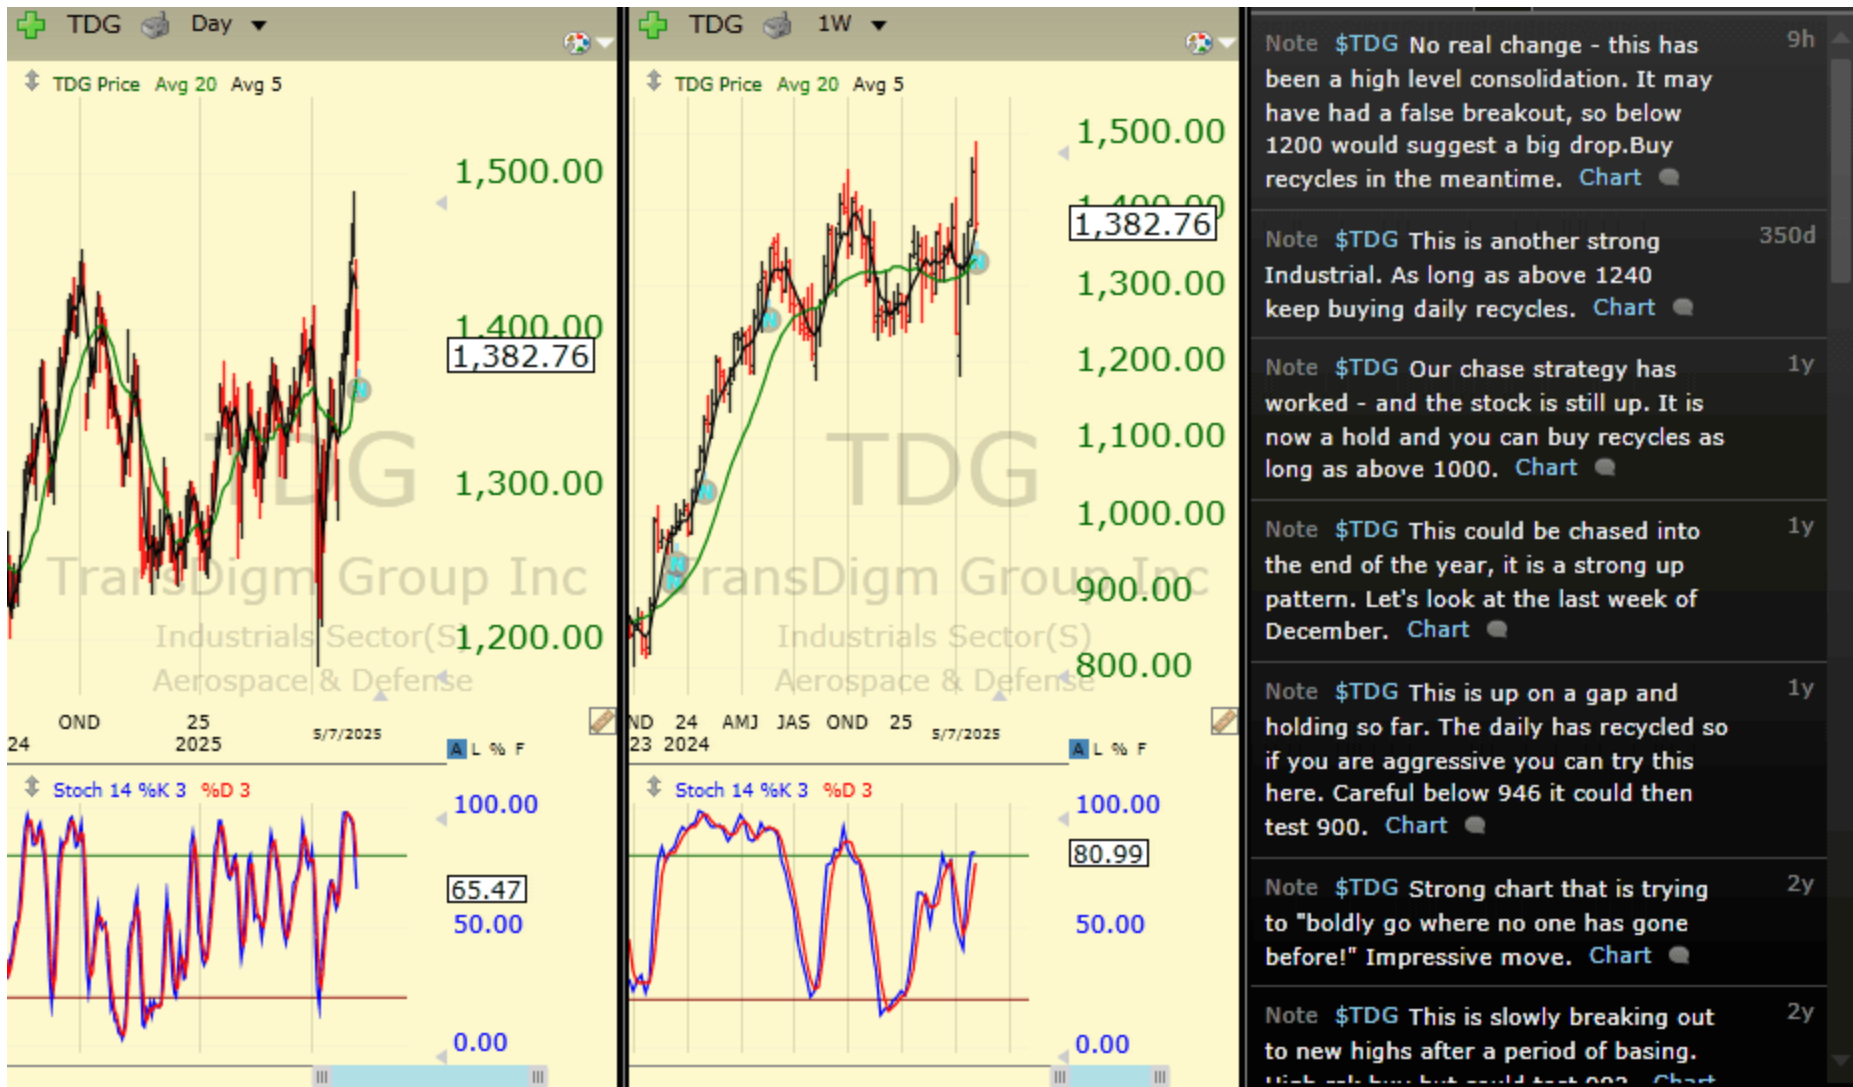 TDG Day
TDG Price Avg 20 Avg 5
1,500.00
1,400.00
1,382.76
1,300.00
1,200.00
TDG
TransDigm Group Inc
Industrials Sector(S)
Aerospace & Defense
OND 25
24 2025 5/7/2025
A L % F
Stoch 14 %K 3 %D 3
100.00
65.47
50.00
0.00
TDG 1W
TDG Price Avg 20 Avg 5
1,500.00
1,400.00
1,382.76
1,300.00
1,200.00
1,100.00
1,000.00
900.00
800.00
TDG
TransDigm Group Inc
Industrials Sector(S)
Aerospace & Defense
ND 24 AMJ JAS OND 25
23 2024 5/7/2025
A L % F
Stoch 14 %K 3 %D 3
100.00
80.99
50.00
0.00
Note $TDG No real change - this has 9h
been a high level consolidation. It may
have had a false breakout, so below
1200 would suggest a big drop.Buy
recycles in the meantime. Chart
Note $TDG This is another strong 350d
Industrial. As long as above 1240
keep buying daily recycles. Chart
Note $TDG Our chase strategy has 1y
worked - and the stock is still up. It is
now a hold and you can buy recycles as
long as above 1000. Chart
Note $TDG This could be chased into 1y
the end of the year, it is a strong up
pattern. Let's look at the last week of
December. Chart
Note $TDG This is up on a gap and 1y
holding so far. The daily has recycled so
if you are aggressive you can try this
here. Careful below 946 it could then
test 900. Chart
Note $TDG Strong chart that is trying 2y
to "boldly go where no one has gone
before!" Impressive move. Chart
Note $TDG This is slowly breaking out 2y
to new highs after a period of basing.